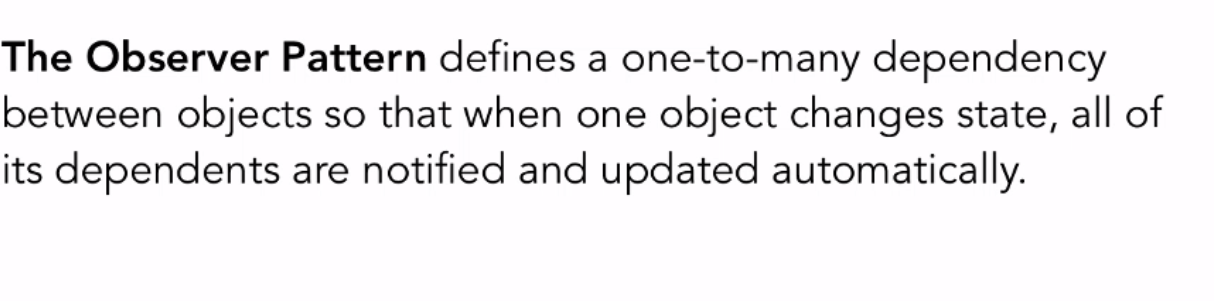 The Observer Pattern defines a one-to-many dependency
between objects so that when one object changes state, all of
its dependents are notified and updated automatically.